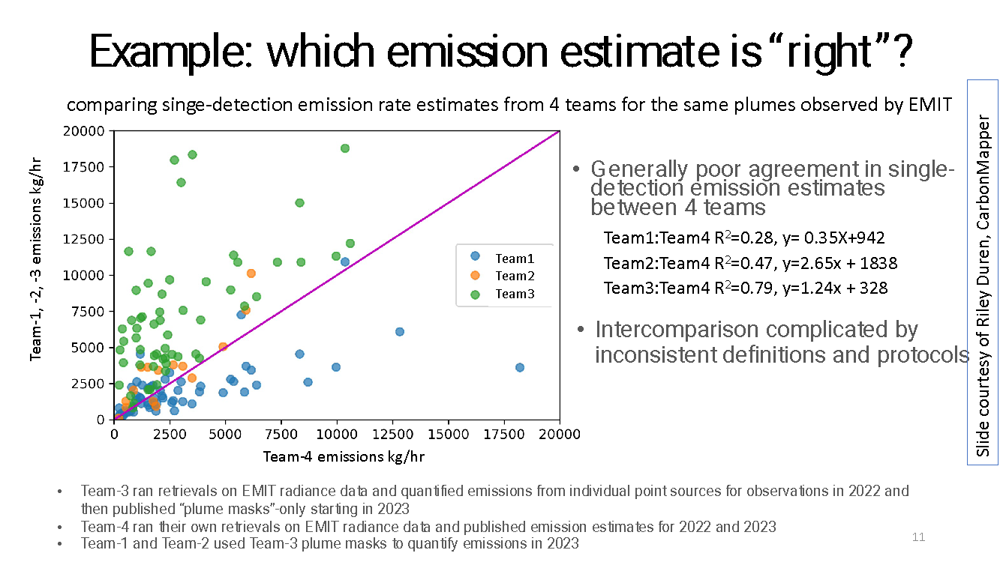 Example: which emission estimate is “right”?
comparing singe-detection emission rate estimates from 4 teams for the same plumes observed by EMIT
Team-1, -2, -3 emissions kg/hr
20000
17500
15000
12500
10000
7500
5000
2500
0
0 2500 5000 7500 10000 12500 15000 17500 20000
Team-4 emissions kg/hr
Team1
Team2
Team3
• Generally poor agreement in single-
detection emission estimates
between 4 teams
Team1:Team4 R²=0.28, y= 0.35X+942
Team2:Team4 R²=0.47, y=2.65x + 1838
Team3:Team4 R²=0.79, y=1.24x + 328
• Intercomparison complicated by
inconsistent definitions and protocols
Slide courtesy of Riley Duren, CarbonMapper
• Team-3 ran retrievals on EMIT radiance data and quantified emissions from individual point sources for observations in 2022 and
then published “plume masks”-only starting in 2023
• Team-4 ran their own retrievals on EMIT radiance data and published emission estimates for 2022 and 2023
• Team-1 and Team-2 used Team-3 plume masks to quantify emissions in 2023
11